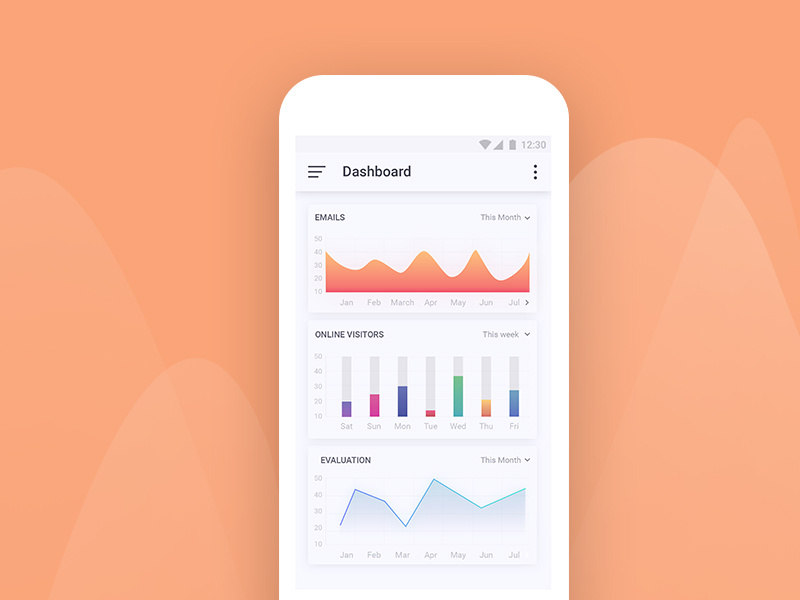 12:30
Dashboard
EMAILS This Month
50
40
30
20
10
Jan Feb March Apr May Jun Jul
ONLINE VISITORS This week
50
40
30
20
10
Sat Sun Mon Tue Wed Thu Fri
EVALUATION This Month
50
40
30
20
10
Jan Feb Mar Apr May Jun Jul